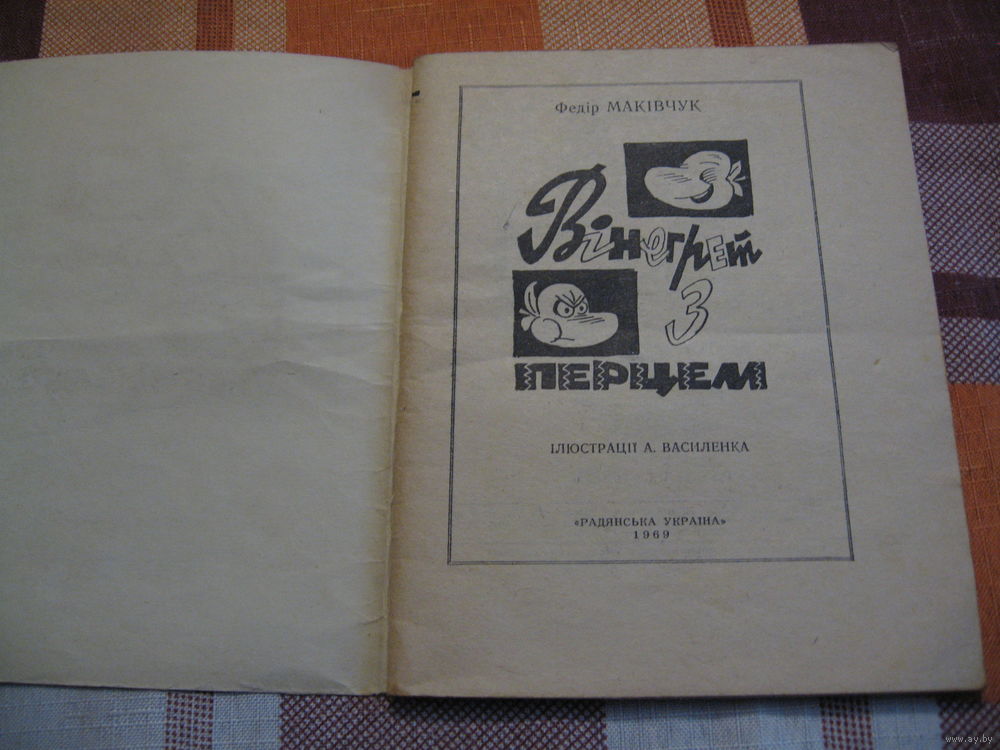 Федір МАКІВЧУК
Вінегрет
з
перцем
ІЛЮСТРАЦІЇ А. ВАСИЛЕНКА
«РАДЯНСЬКА УКРАЇНА»
1969
www.ay.by